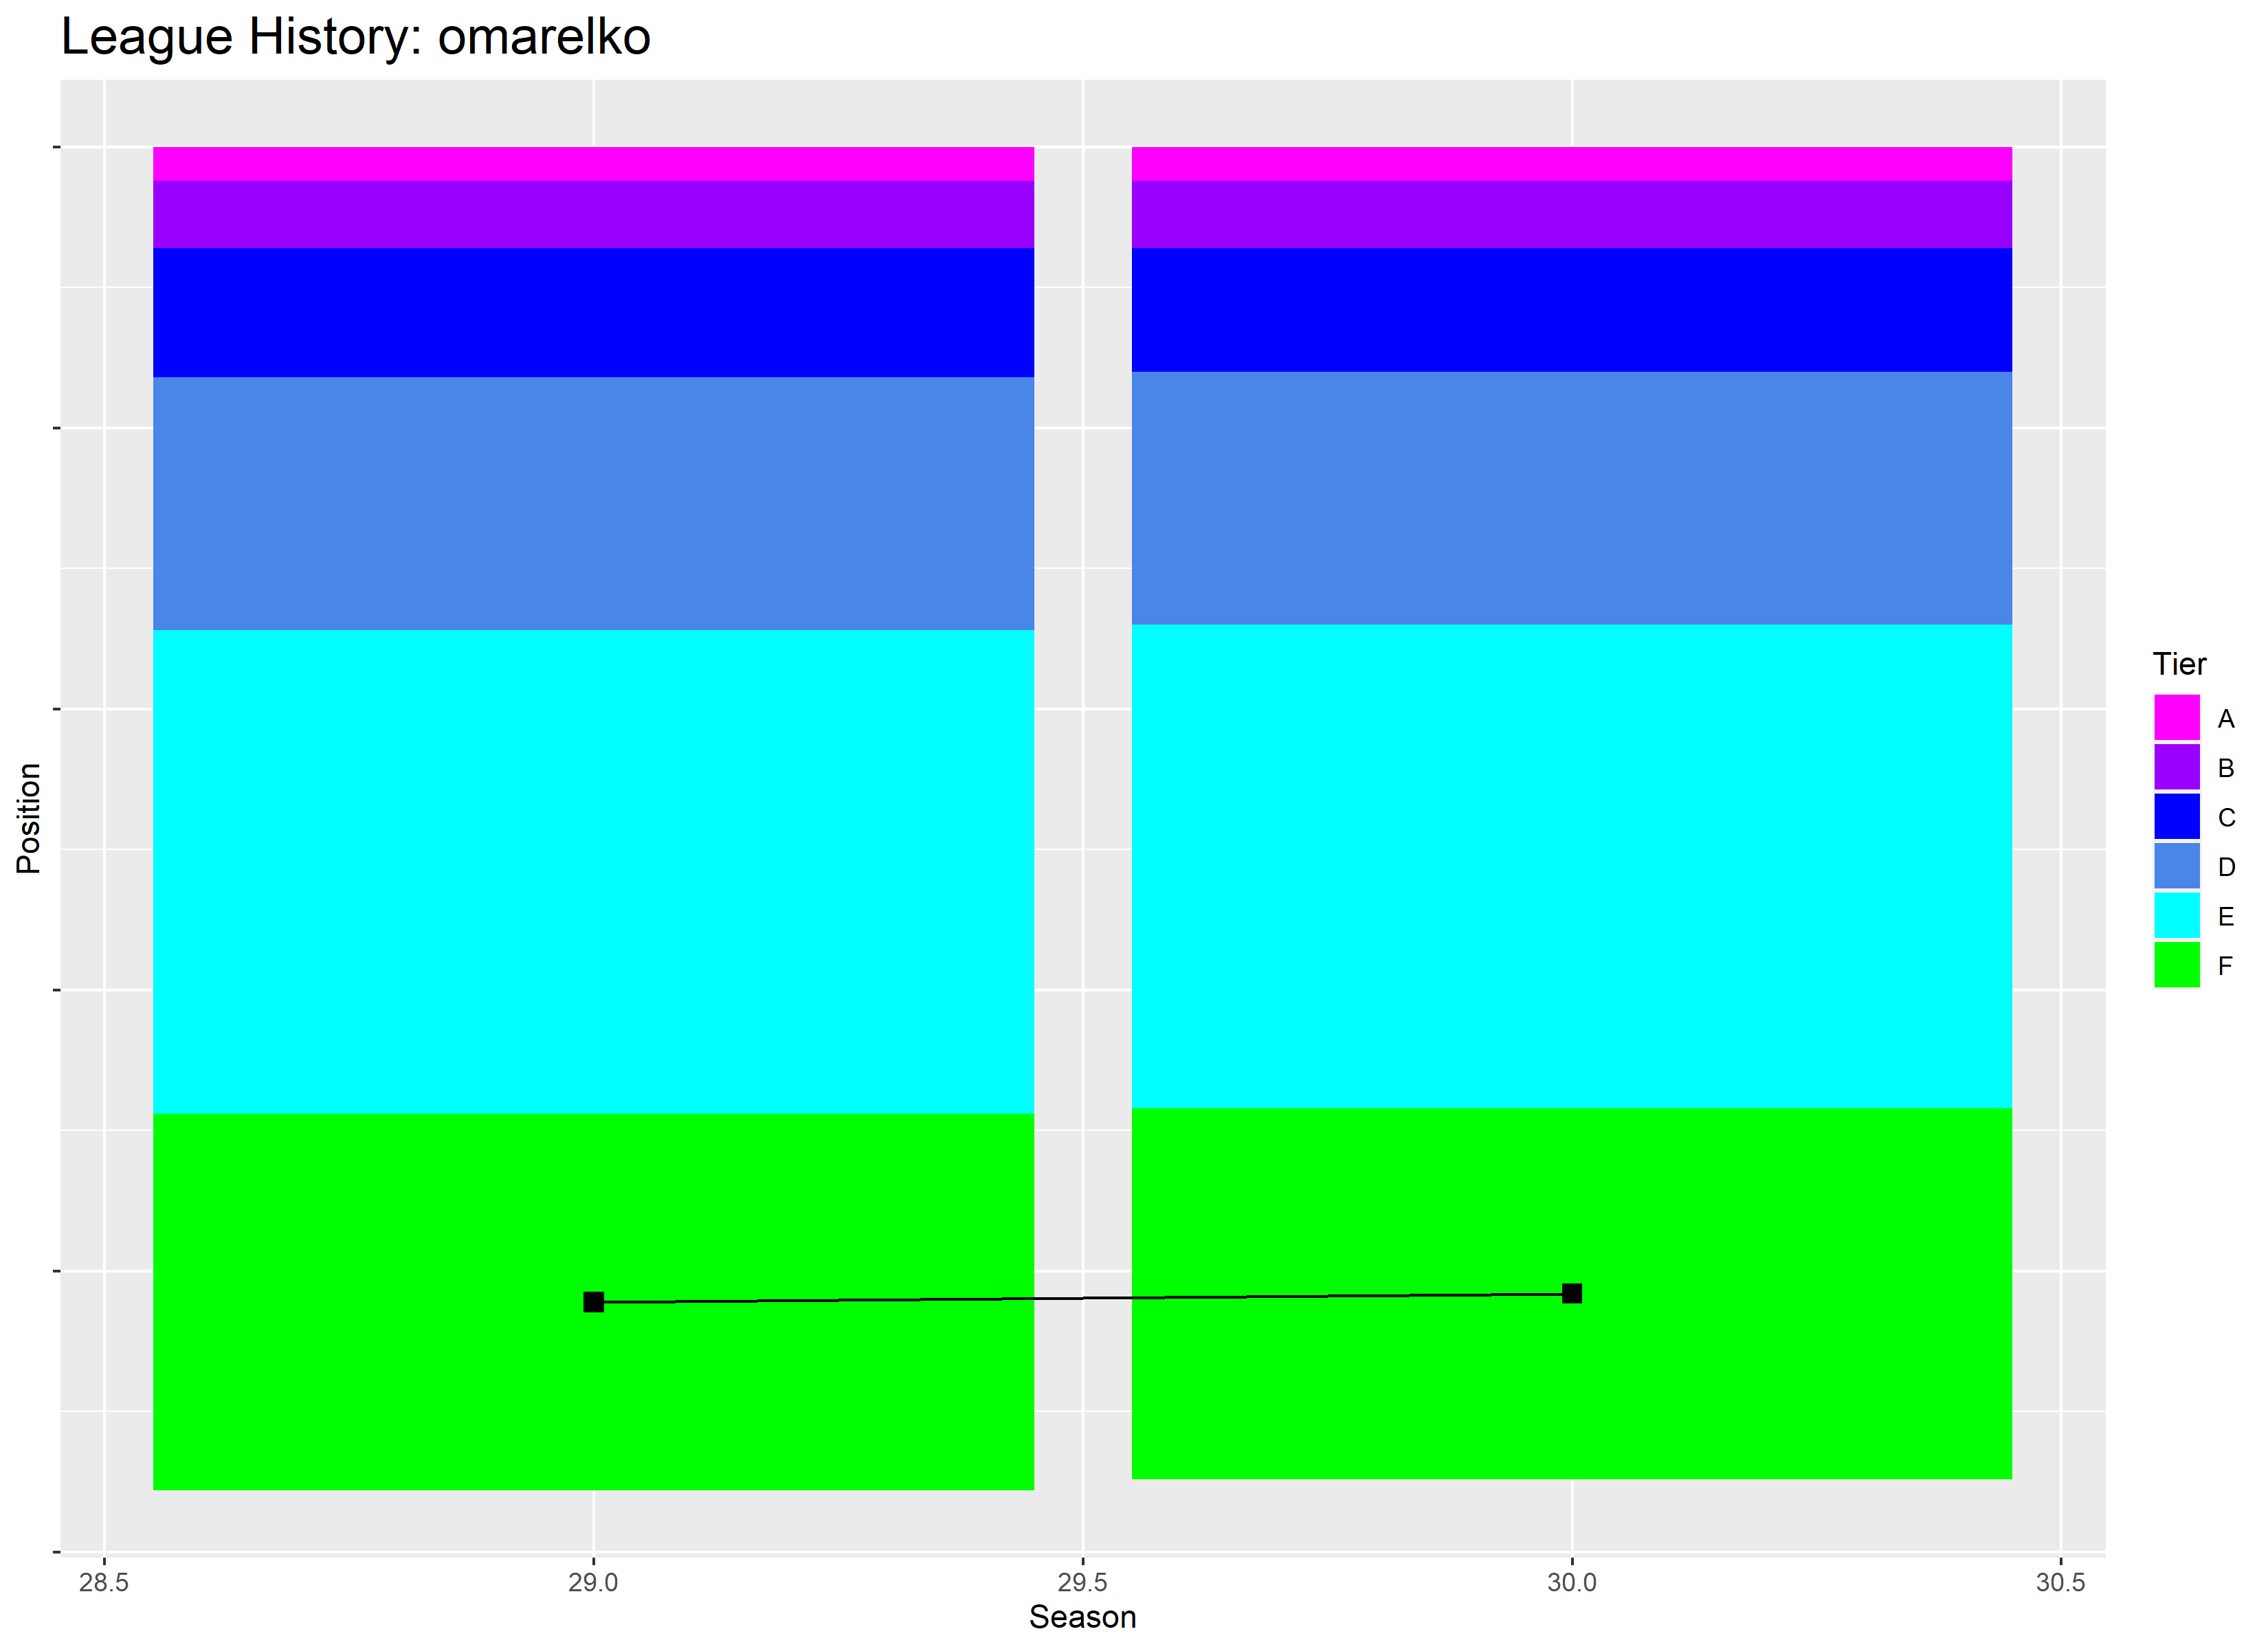 League History: omarelko
Position
Tier
A
B
C
D
E
F
28.5
29.0
29.5
30.0
30.5
Season